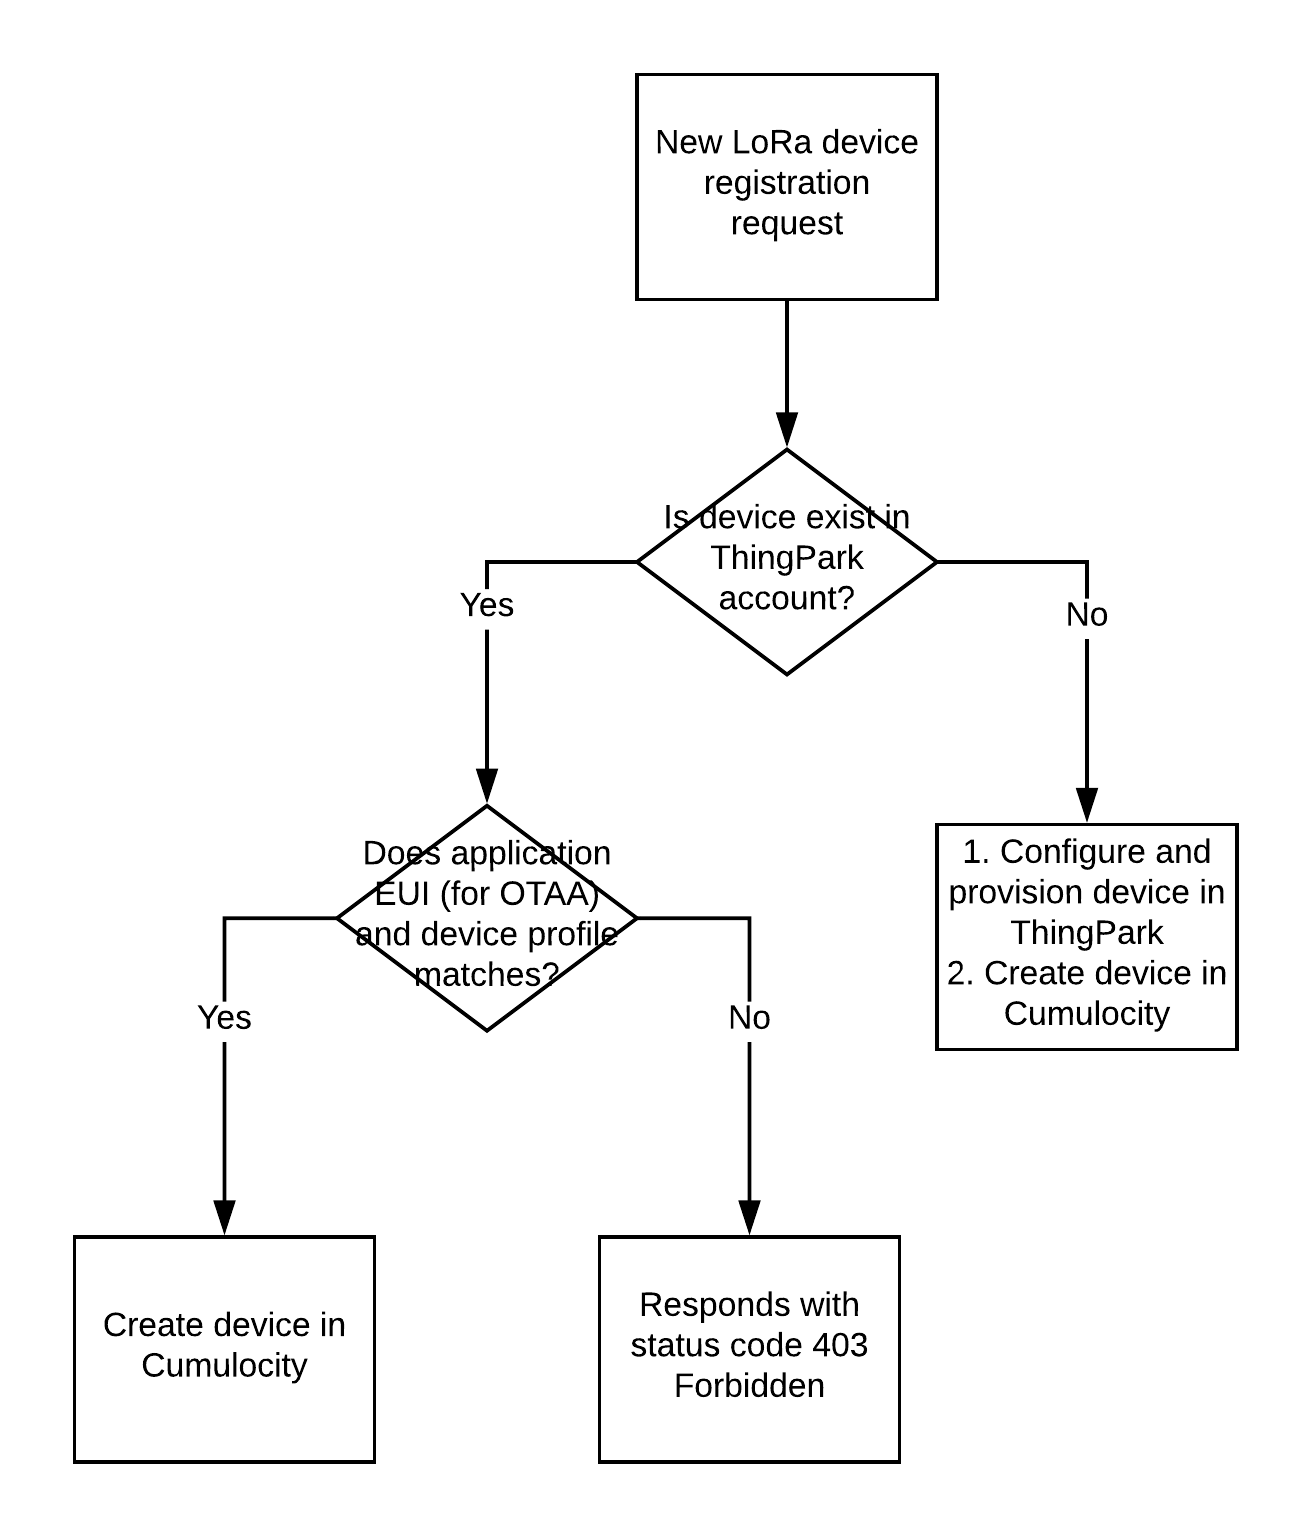 New LoRa device
registration
request
Is device exist in
ThingPark
account?
Yes
No
Does application
EUI (for OTAA)
and device profile
matches?
1. Configure and
provision device in
ThingPark
2. Create device in
Cumulocity
Yes
No
Create device in
Cumulocity
Responds with
status code 403
Forbidden